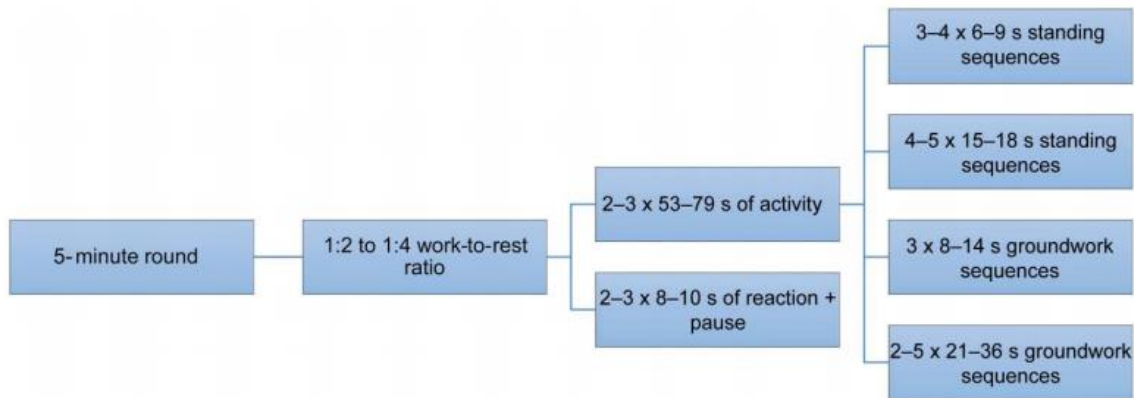 5- minute round
1:2 to 1:4 work-to-rest
ratio
2–3 x 53–79 s of activity
2–3 x 8–10 s of reaction +
pause
3–4 x 6–9 s standing
sequences
4–5 x 15–18 s standing
sequences
3 x 8–14 s groundwork
sequences
2–5 x 21–36 s groundwork
sequences